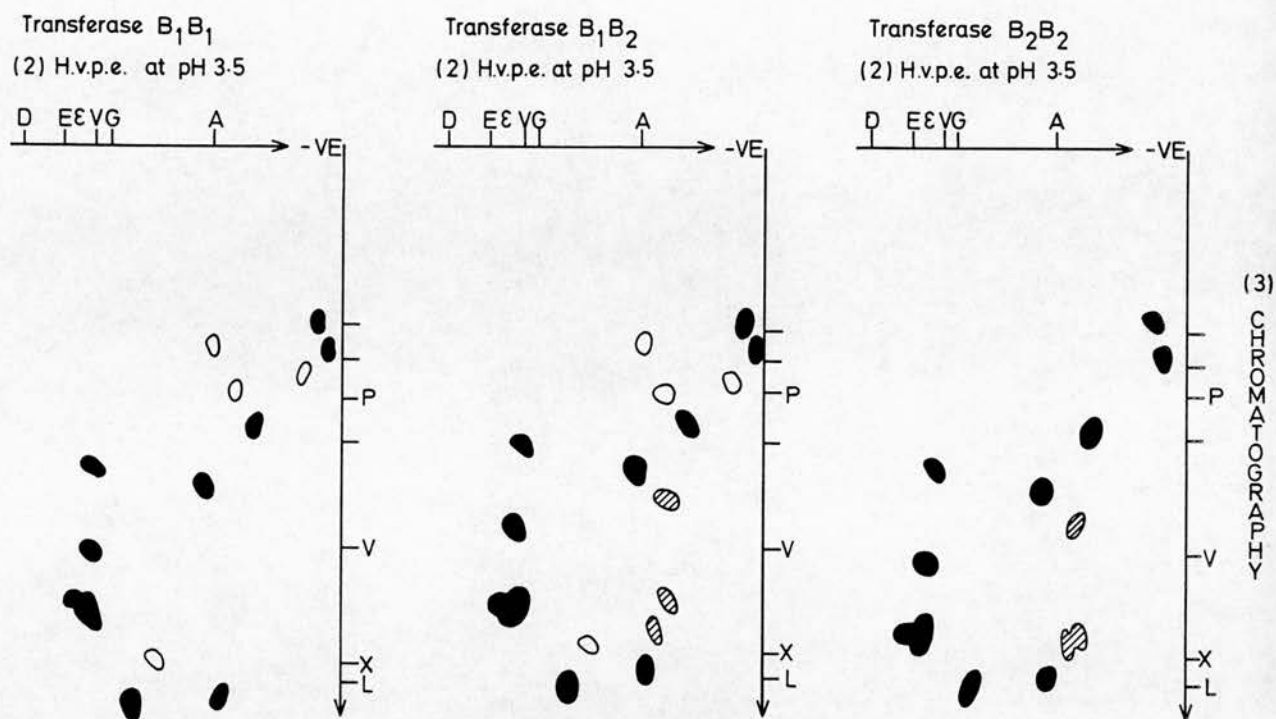 Transferase B₁B₁
(2) H.v.p.e. at pH 3·5
D E Ɛ V G A
-VE
P
V
X
L
Transferase B₁B₂
(2) H.v.p.e. at pH 3·5
D E Ɛ V G A
-VE
P
V
X
L
Transferase B₂B₂
(2) H.v.p.e. at pH 3·5
D E Ɛ V G A
-VE
P
V
X
L
(3)
CHROMATOGRAPHY